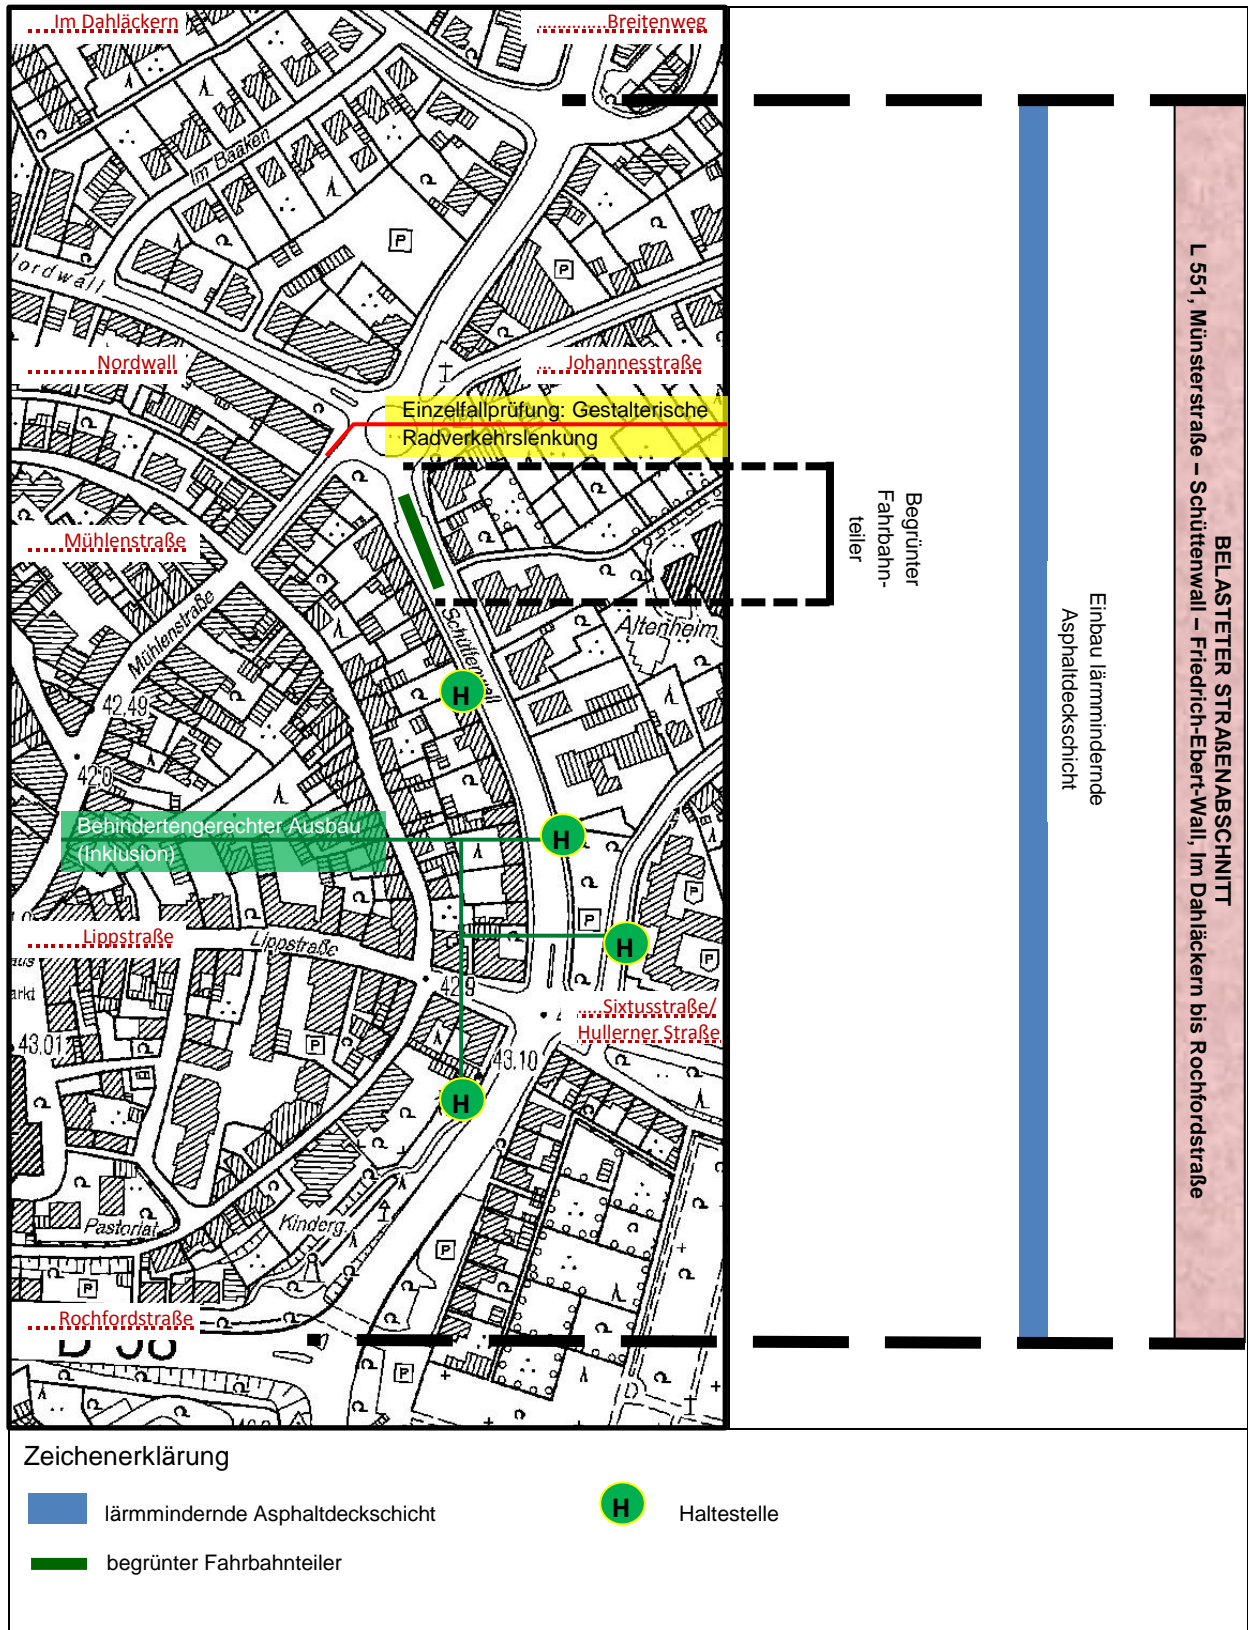 Im Dahläckern
Breitenweg
Im Baaken
P
P
Nordwall
Johannesstraße
Einzelfallprüfung: Gestalterische
Radverkehrslenkung
Mühlenstraße
Mühlenstraße
Schüttenwall
Altenheim
H
42.49
42.0
Behindertengerechter Ausbau
(Inklusion)
H
P
P
H
Lippstraße
Lippstraße
42.9
P
Sixtusstraße/
Hullerner Straße
43.01
P
43.10
H
Pastoriat
Kinderg.
P
P
Rochfordstraße
P
Begrünter
Fahrbahn-
teiler
Einbau lärmmindernde
Asphaltdeckschicht
BELASTETER STRAßENABSCHNITT
L 551, Münsterstraße – Schüttenwall – Friedrich-Ebert-Wall, Im Dahläckern bis Rochfordstraße
Zeichenerklärung
lärmmindernde Asphaltdeckschicht
H Haltestelle
begrünter Fahrbahnteiler